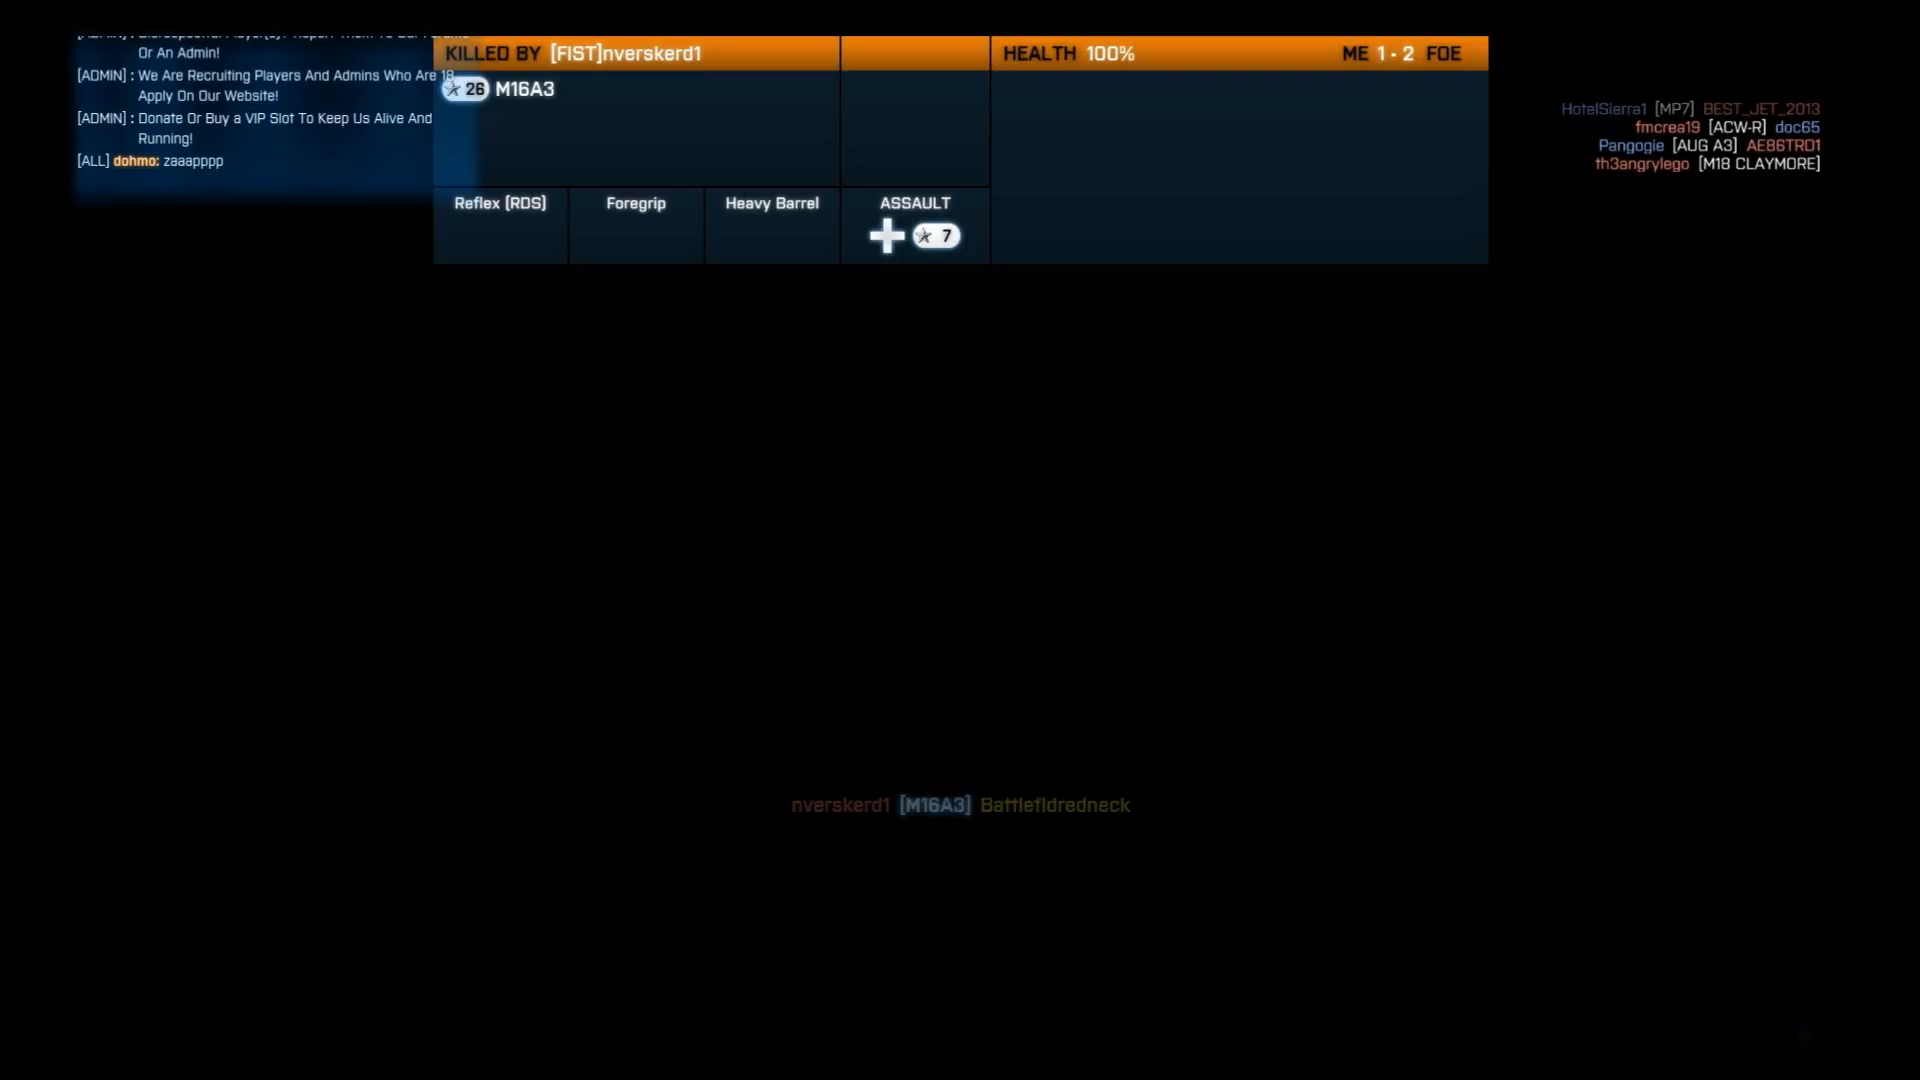 Or An Admin!
[ADMIN] : We Are Recruiting Players And Admins Who Are 18
Apply On Our Website!
[ADMIN] : Donate Or Buy a VIP Slot To Keep Us Alive And
Running!
[ALL] dohmo: zaaapppp
KILLED BY [FIST]nverskerd1
HEALTH 100%
ME 1 - 2 FOE
26 M16A3
Reflex (RDS)
Foregrip
Heavy Barrel
ASSAULT
7
HotelSierra1 [MP7] BEST_JET_2013
fmcrea19 [ACW-R] doc65
Pangogie [AUG A3] AE86TRD1
th3angrylego [M18 CLAYMORE]
nverskerd1 [M16A3] Battlefldredneck